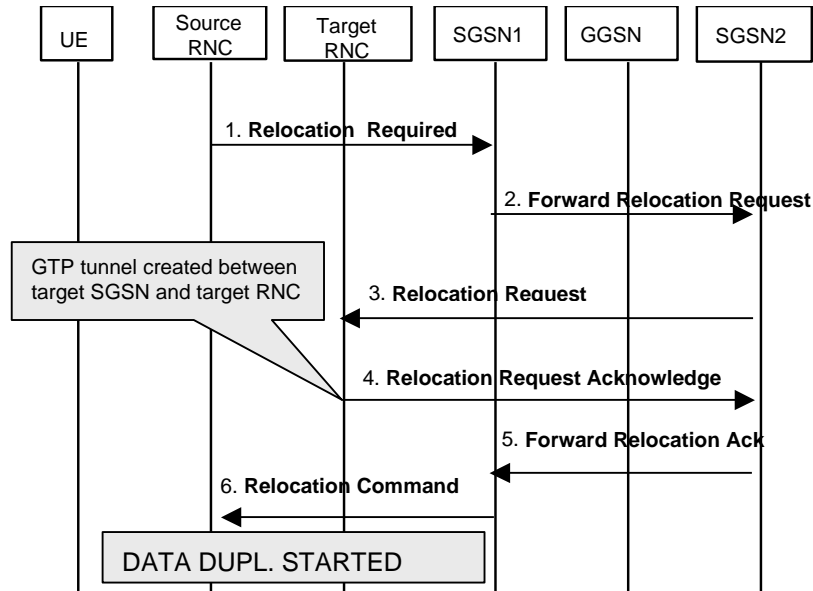 UE
Source
RNC
Target
RNC
SGSN1
GGSN
SGSN2
1. Relocation Required
2. Forward Relocation Request
GTP tunnel created between
target SGSN and target RNC
3. Relocation Request
4. Relocation Request Acknowledge
5. Forward Relocation Ack
6. Relocation Command
DATA DUPL. STARTED